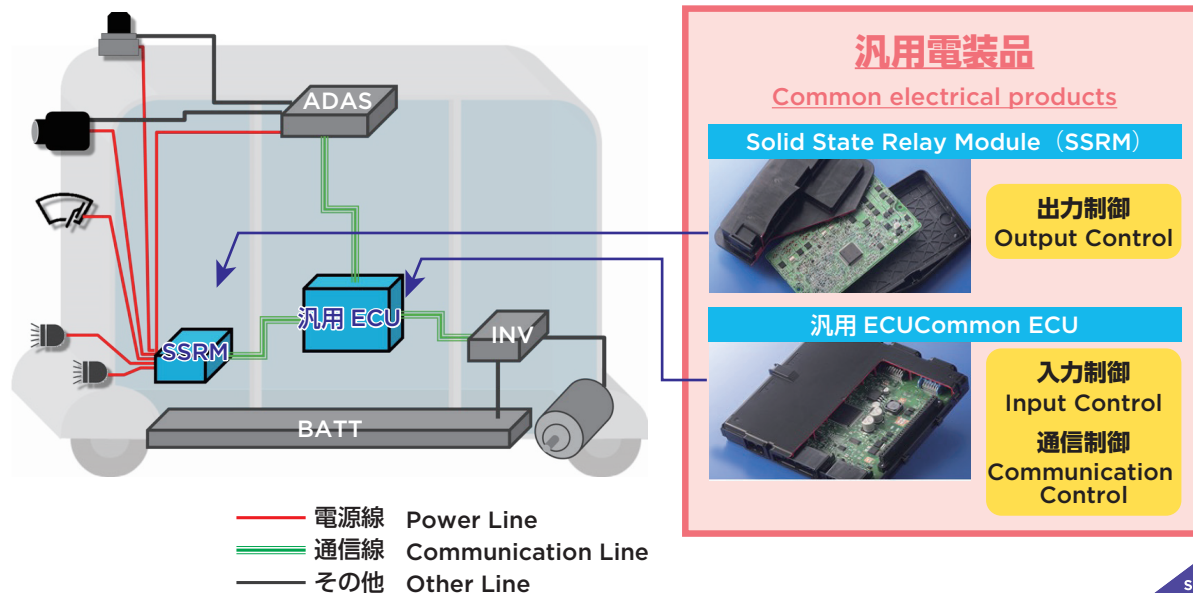 ADAS
汎用 ECU
SSRM
INV
BATT
電源線 Power Line
通信線 Communication Line
その他 Other Line
汎用電装品
Common electrical products
Solid State Relay Module（SSRM）
出力制御
Output Control
汎用 ECUCommon ECU
入力制御
Input Control
通信制御
Communication
Control
S